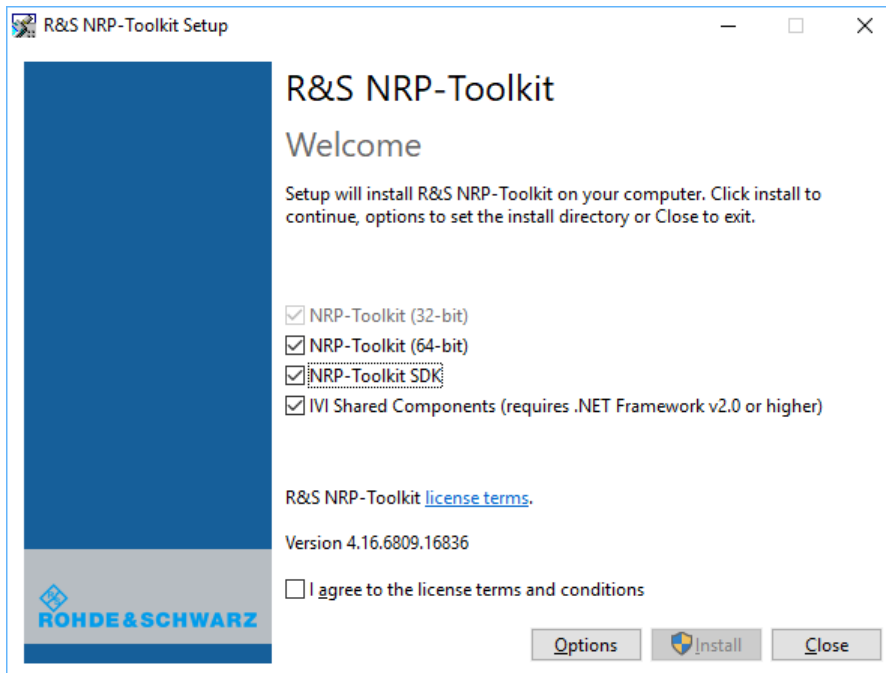 R&S NRP-Toolkit Setup
R&S NRP-Toolkit
Welcome
Setup will install R&S NRP-Toolkit on your computer. Click install to
continue, options to set the install directory or Close to exit.
NRP-Toolkit (32-bit)
NRP-Toolkit (64-bit)
NRP-Toolkit SDK
IVI Shared Components (requires .NET Framework v2.0 or higher)
R&S NRP-Toolkit license terms.
Version 4.16.6809.16836
I agree to the license terms and conditions
ROHDE&SCHWARZ
Options Install Close